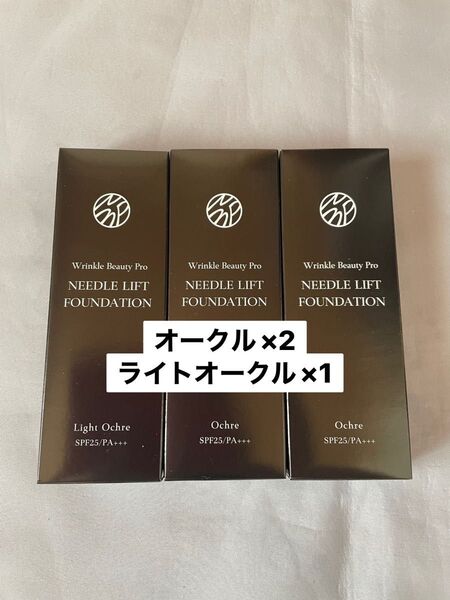 Wrinkle Beauty Pro
NEEDLE LIFT
FOUNDATION
Light Ochre
SPF25/PA+++
Wrinkle Beauty Pro
NEEDLE LIFT
FOUNDATION
Ochre
SPF25/PA+++
Wrinkle Beauty Pro
NEEDLE LIFT
FOUNDATION
Ochre
SPF25/PA+++
オークル×2
ライトオークル×1